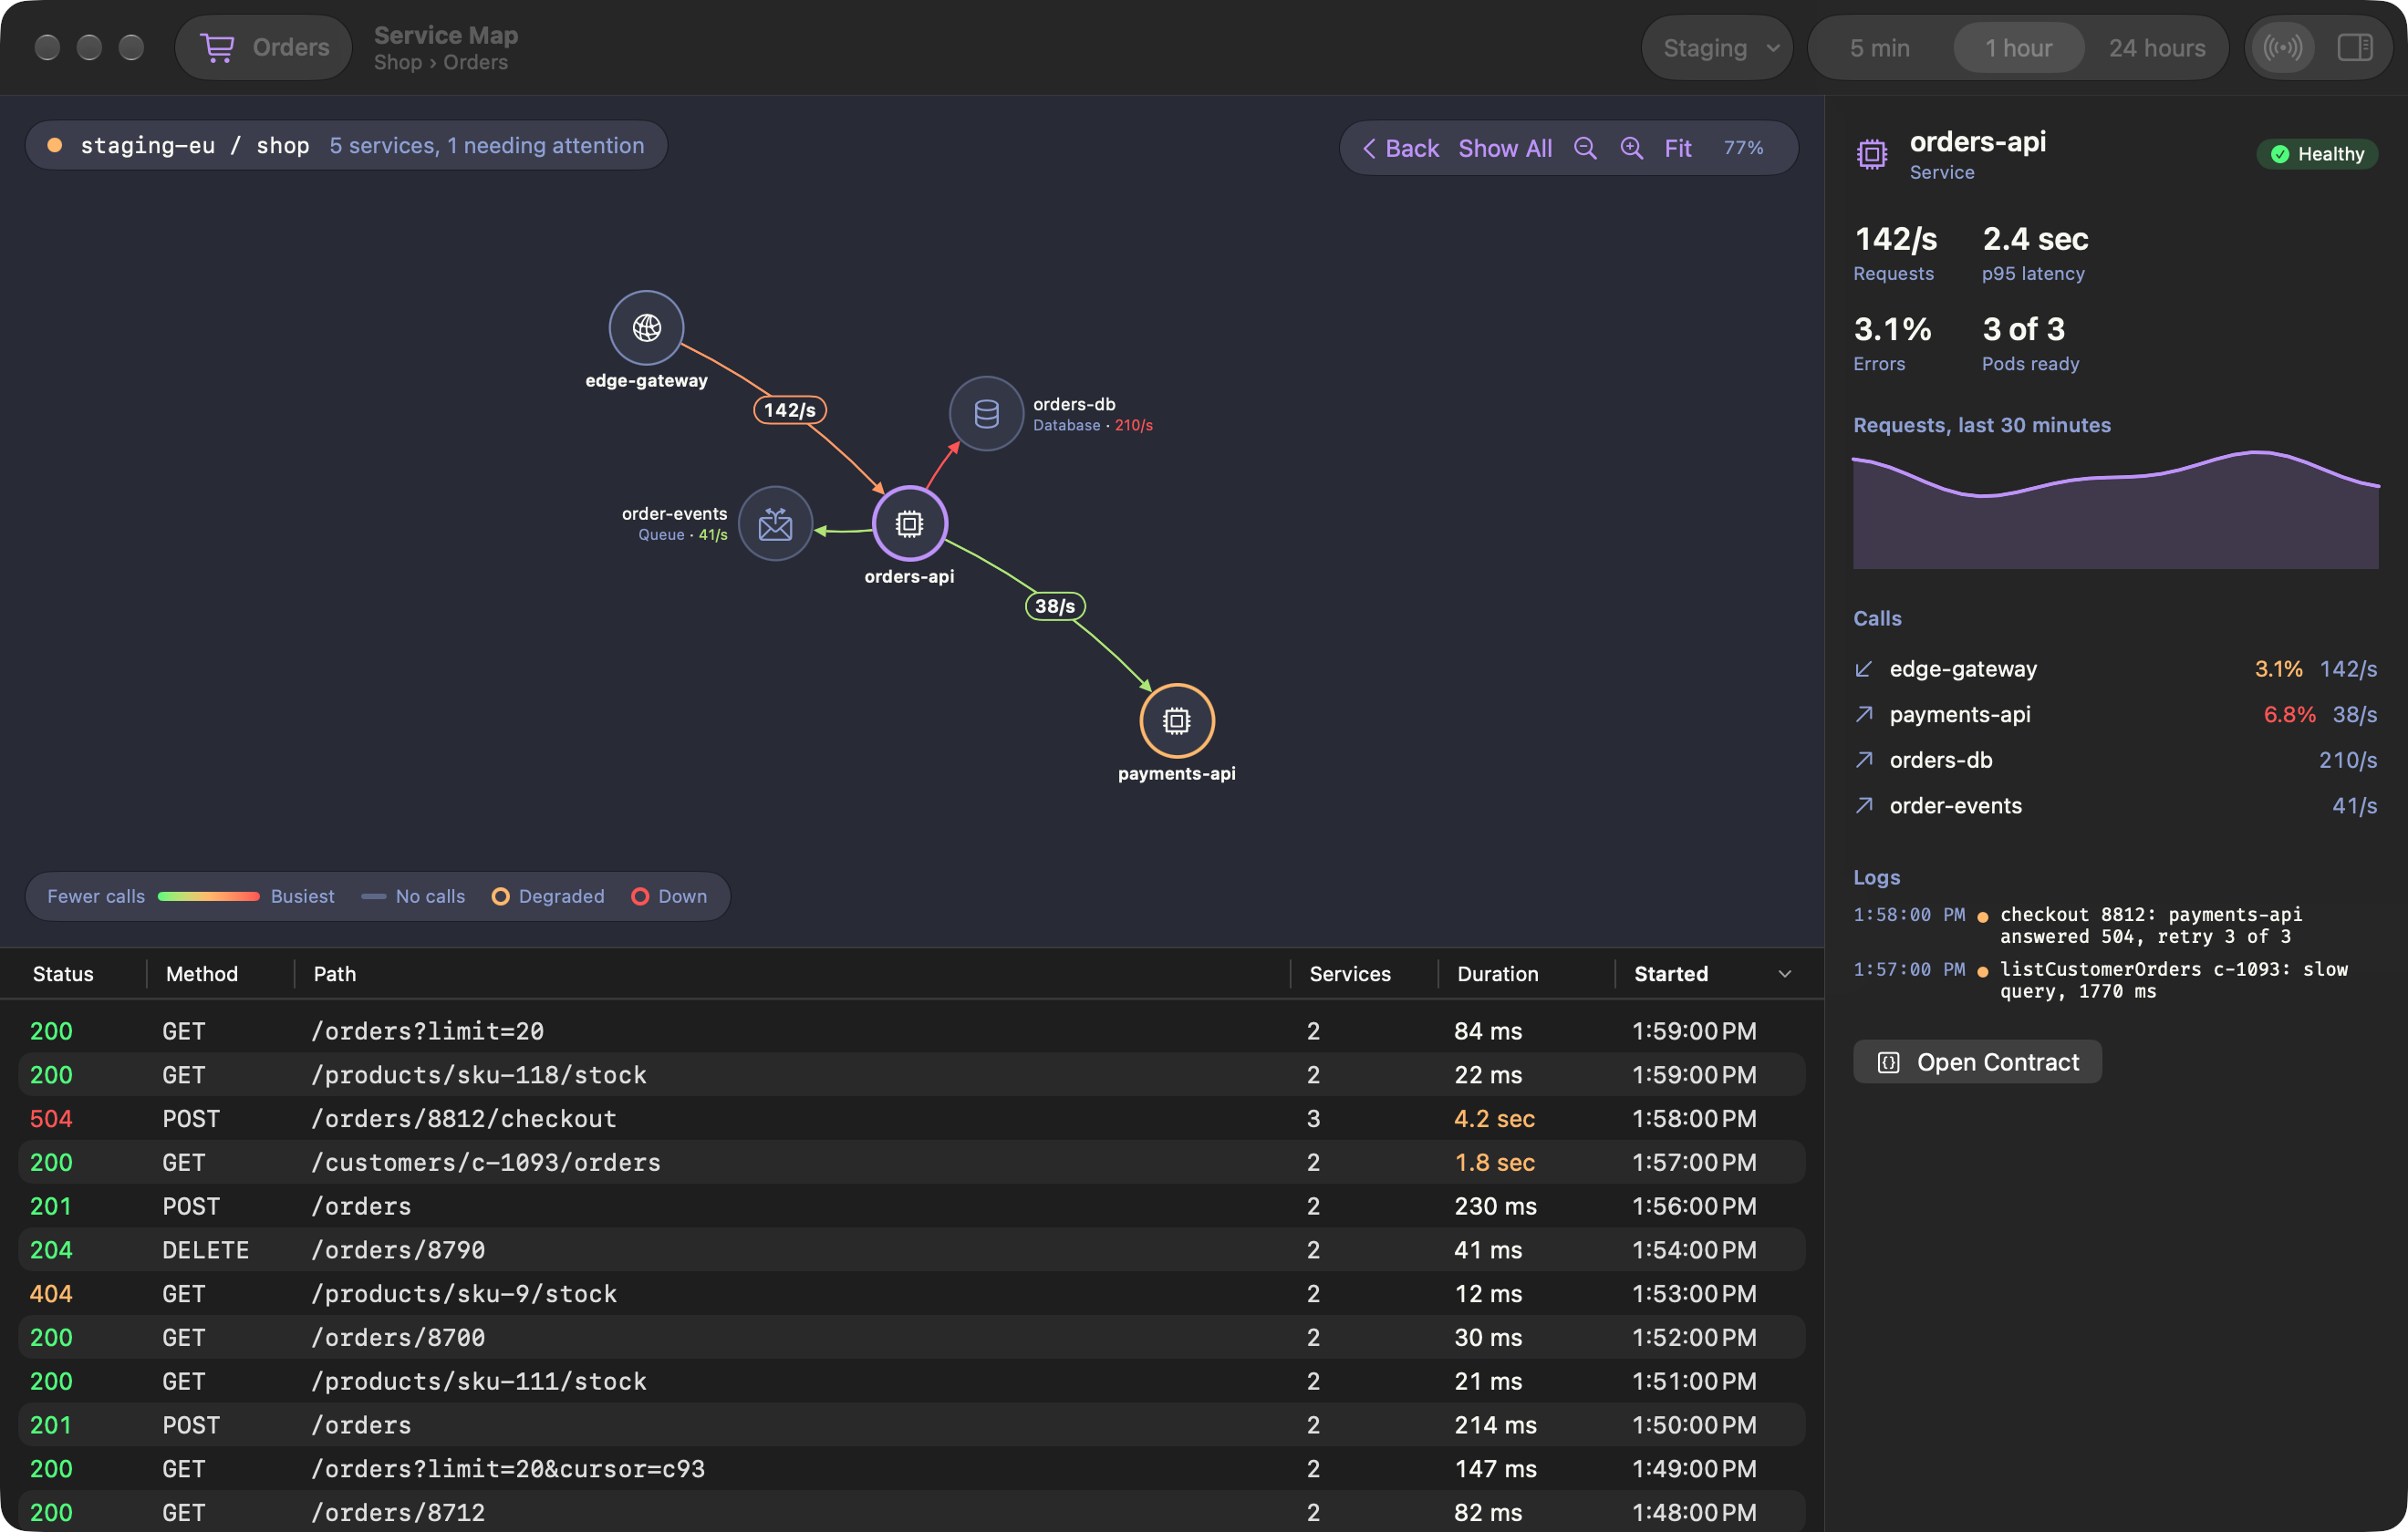 Orders
Service Map
Shop › Orders
Staging
5 min
1 hour
24 hours
staging-eu / shop 5 services, 1 needing attention
Back Show All Fit 77%
edge-gateway
142/s
orders-db
Database · 210/s
order-events
Queue · 41/s
orders-api
38/s
payments-api
Fewer calls Busiest No calls Degraded Down
orders-api
Service
Healthy
142/s 2.4 sec
Requests p95 latency
3.1% 3 of 3
Errors Pods ready
Requests, last 30 minutes
Calls
edge-gateway 3.1% 142/s
payments-api 6.8% 38/s
orders-db 210/s
order-events 41/s
Logs
1:58:00 PM checkout 8812: payments-api
answered 504, retry 3 of 3
1:57:00 PM listCustomerOrders c-1093: slow
query, 1770 ms
Open Contract
Status Method Path Services Duration Started
200 GET /orders?limit=20 2 84 ms 1:59:00 PM
200 GET /products/sku-118/stock 2 22 ms 1:59:00 PM
504 POST /orders/8812/checkout 3 4.2 sec 1:58:00 PM
200 GET /customers/c-1093/orders 2 1.8 sec 1:57:00 PM
201 POST /orders 2 230 ms 1:56:00 PM
204 DELETE /orders/8790 2 41 ms 1:54:00 PM
404 GET /products/sku-9/stock 2 12 ms 1:53:00 PM
200 GET /orders/8700 2 30 ms 1:52:00 PM
200 GET /products/sku-111/stock 2 21 ms 1:51:00 PM
201 POST /orders 2 214 ms 1:50:00 PM
200 GET /orders?limit=20&cursor=c93 2 147 ms 1:49:00 PM
200 GET /orders/8712 2 82 ms 1:48:00 PM